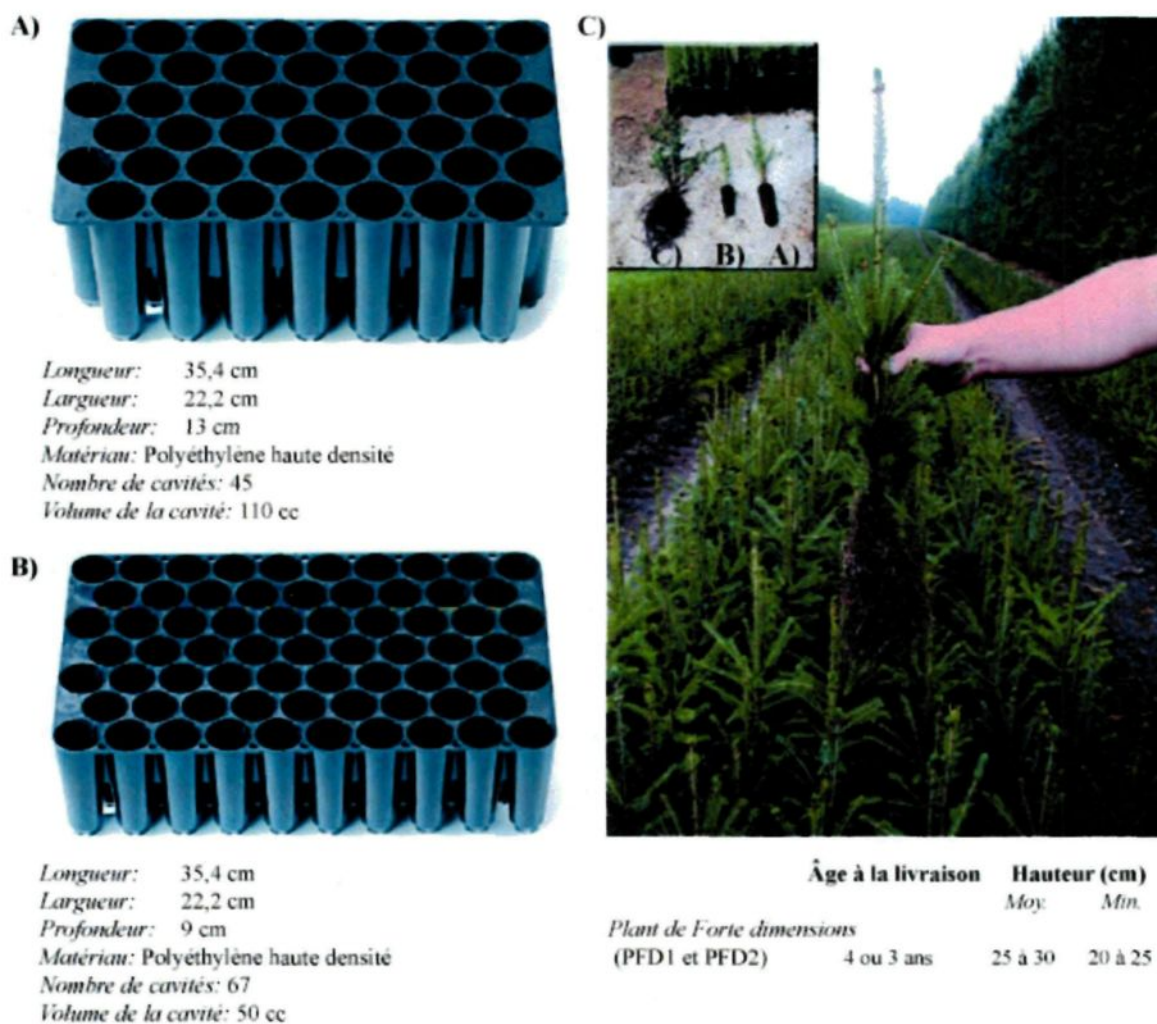 A)
Longueur: 35,4 cm
Largueur: 22,2 cm
Profondeur: 13 cm
Matériau: Polyéthylène haute densité
Nombre de cavités: 45
Volume de la cavité: 110 cc
B)
Longueur: 35,4 cm
Largueur: 22,2 cm
Profondeur: 9 cm
Matériau: Polyéthylène haute densité
Nombre de cavités: 67
Volume de la cavité: 50 cc
C)
C) B) A)
Âge à la livraison Hauteur (cm)
Moy. Min.
Plant de Forte dimensions
(PFD1 et PFD2) 4 ou 3 ans 25 à 30 20 à 25